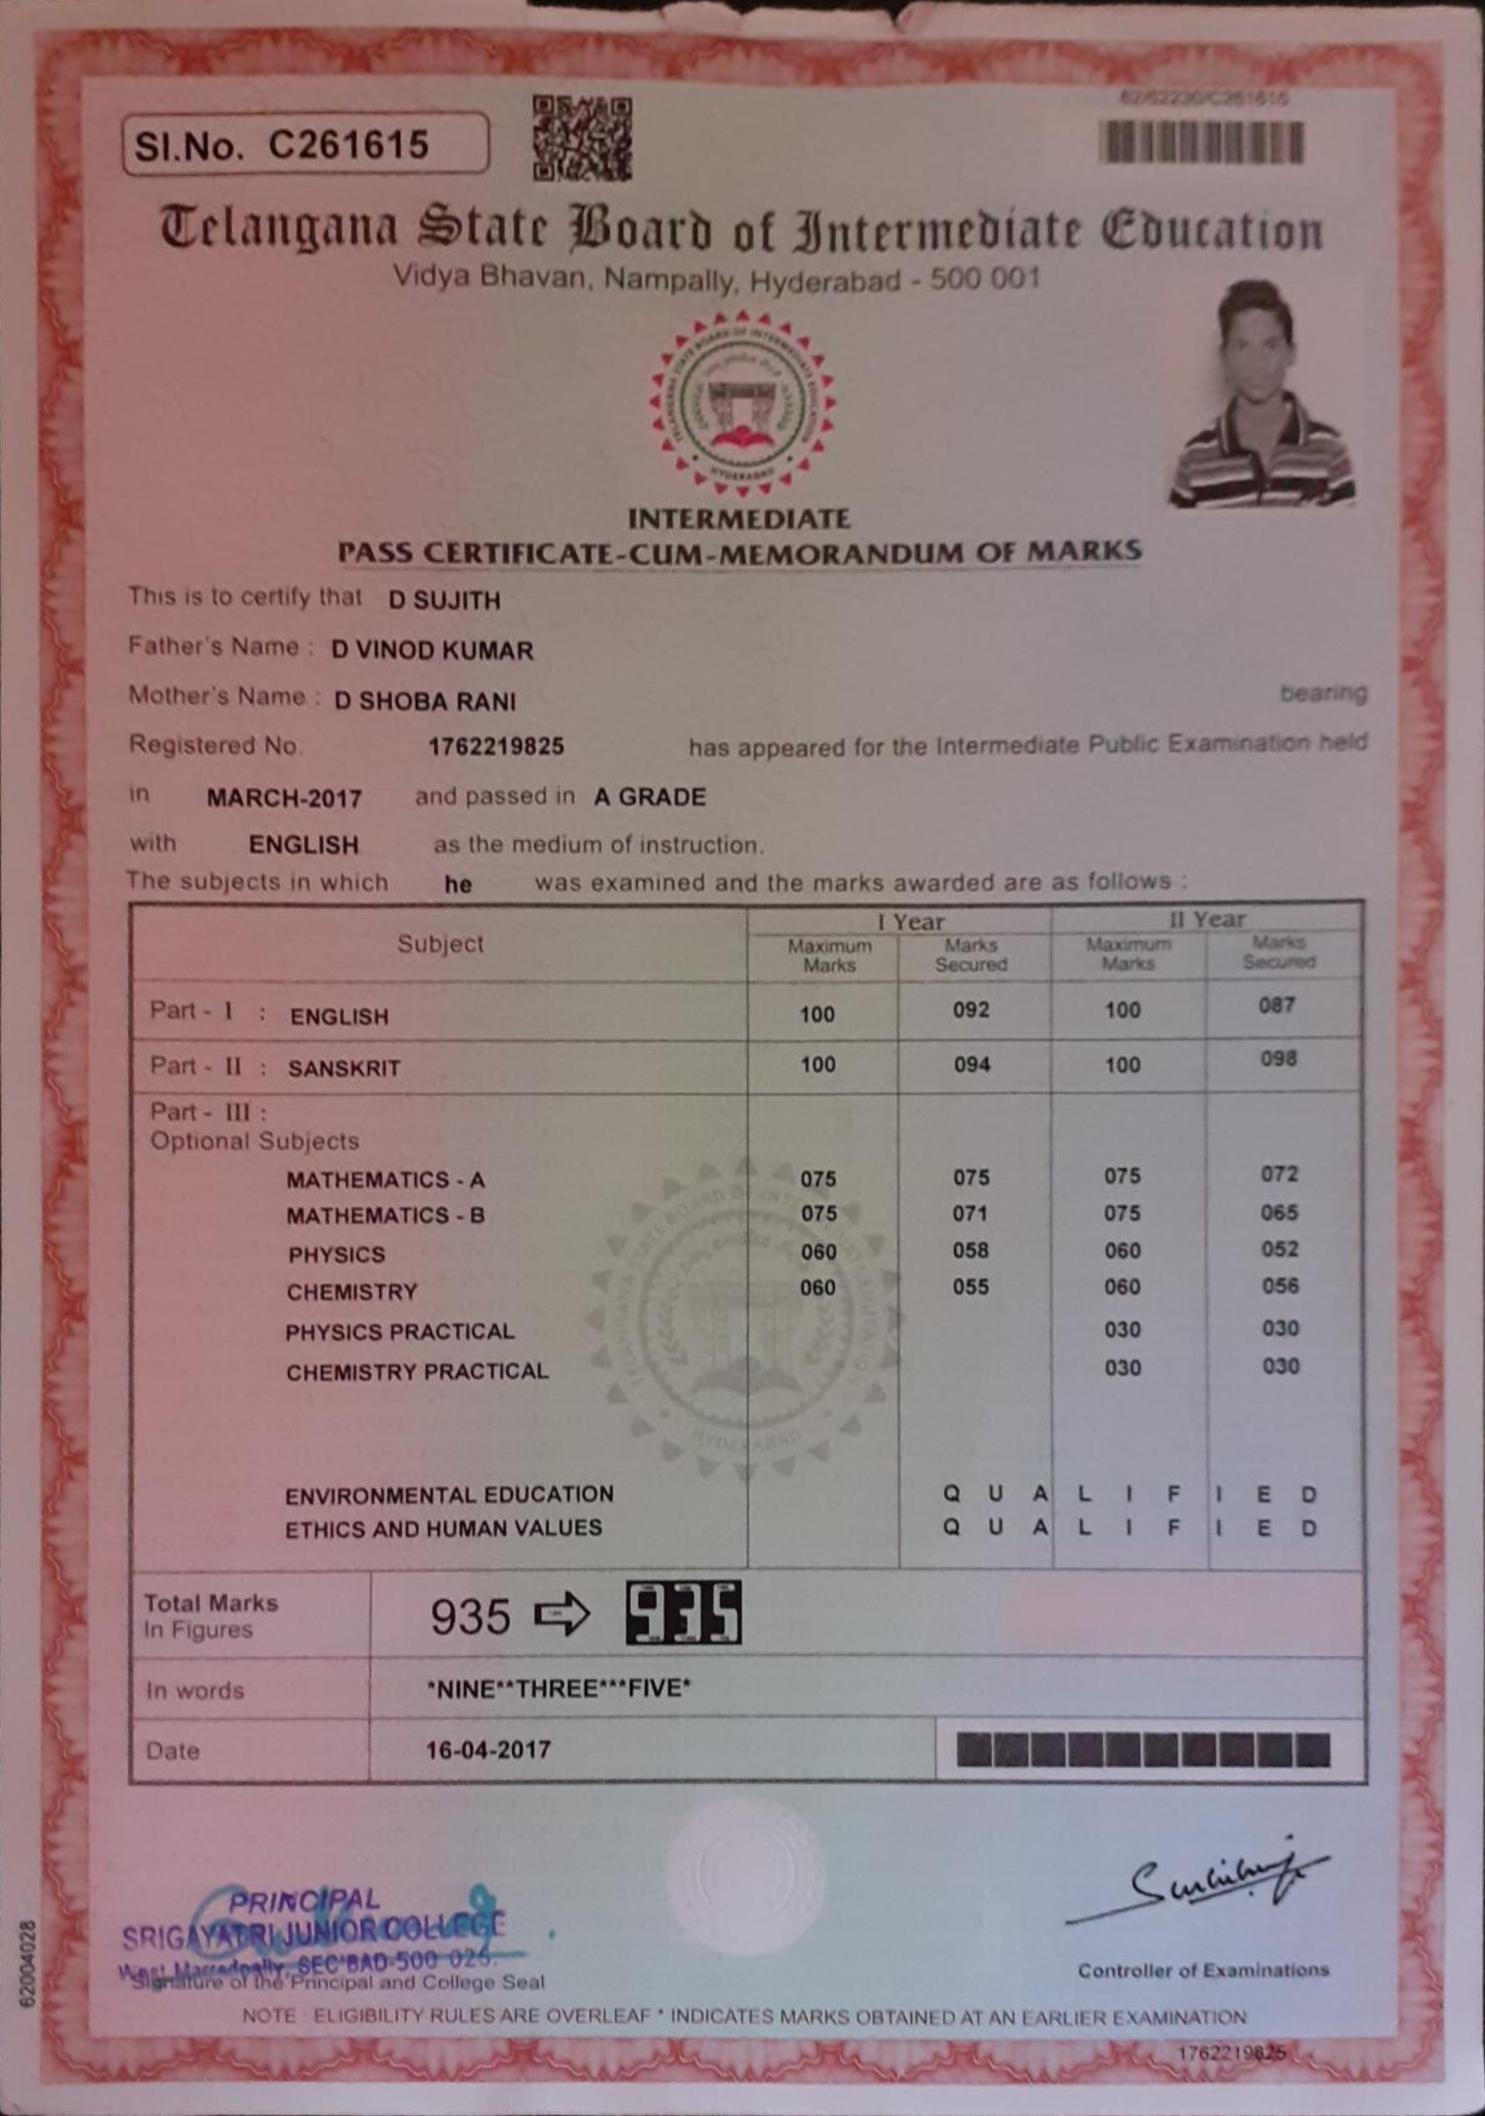 62/62230/C261615
Sl.No. C261615
Telangana State Board of Intermediate Education
Vidya Bhavan, Nampally, Hyderabad - 500 001
TELANGANA STATE BOARD OF INTERMEDIATE EDUCATION
HYDERABAD
INTERMEDIATE
PASS CERTIFICATE-CUM-MEMORANDUM OF MARKS
This is to certify that D SUJITH
Father's Name : D VINOD KUMAR
Mother's Name : D SHOBA RANI bearing
Registered No. 1762219825 has appeared for the Intermediate Public Examination held
in MARCH-2017 and passed in A GRADE
with ENGLISH as the medium of instruction.
The subjects in which he was examined and the marks awarded are as follows :
Subject I Year II Year
Maximum Marks Marks Secured Maximum Marks Marks Secured
Part - I : ENGLISH 100 092 100 087
Part - II : SANSKRIT 100 094 100 098
Part - III :
Optional Subjects
MATHEMATICS - A 075 075 075 072
MATHEMATICS - B 075 071 075 065
PHYSICS 060 058 060 052
CHEMISTRY 060 055 060 056
PHYSICS PRACTICAL 030 030
CHEMISTRY PRACTICAL 030 030
ENVIRONMENTAL EDUCATION Q U A L I F I E D
ETHICS AND HUMAN VALUES Q U A L I F I E D
Total Marks
In Figures 935 935
In words *NINE**THREE***FIVE*
Date 16-04-2017
PRINCIPAL
SRIGAYATRI JUNIOR COLLEGE
West Marredpally, SEC'BAD-500 026.
Signature of the Principal and College Seal
Controller of Examinations
NOTE : ELIGIBILITY RULES ARE OVERLEAF * INDICATES MARKS OBTAINED AT AN EARLIER EXAMINATION
1762219825
62004028